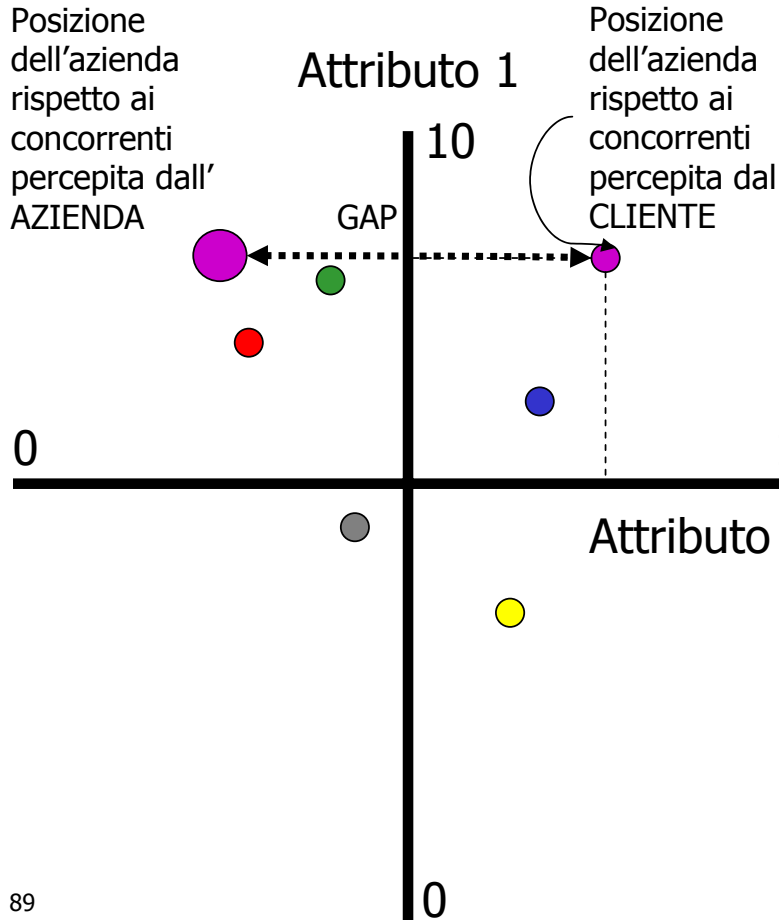 Posizione
dell'azienda
rispetto ai
concorrenti
percepita dall'
AZIENDA
Attributo 1
10
GAP
Posizione
dell'azienda
rispetto ai
concorrenti
percepita dal
CLIENTE
0
Attributo
0
89